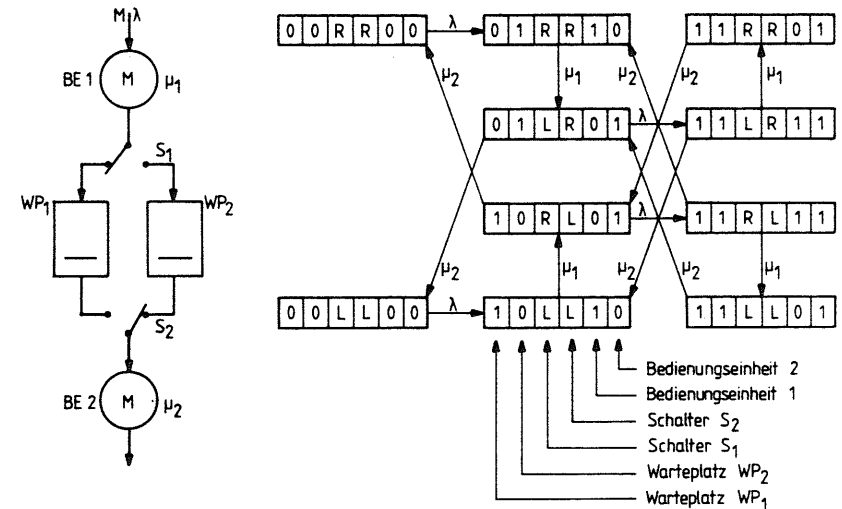 M λ
BE 1 M μ1
S1
WP1 WP2
S2
BE 2 M μ2
0 0 R R 0 0 λ 0 1 R R 1 0 1 1 R R 0 1
μ2 μ1 μ2 μ2 μ1
0 1 L R 0 1 λ 1 1 L R 1 1
1 0 R L 0 1 λ 1 1 R L 1 1
μ2 μ1 μ2 μ2 μ1
0 0 L L 0 0 λ 1 0 L L 1 0 1 1 L L 0 1
Bedienungseinheit 2
Bedienungseinheit 1
Schalter S2
Schalter S1
Warteplatz WP2
Warteplatz WP1